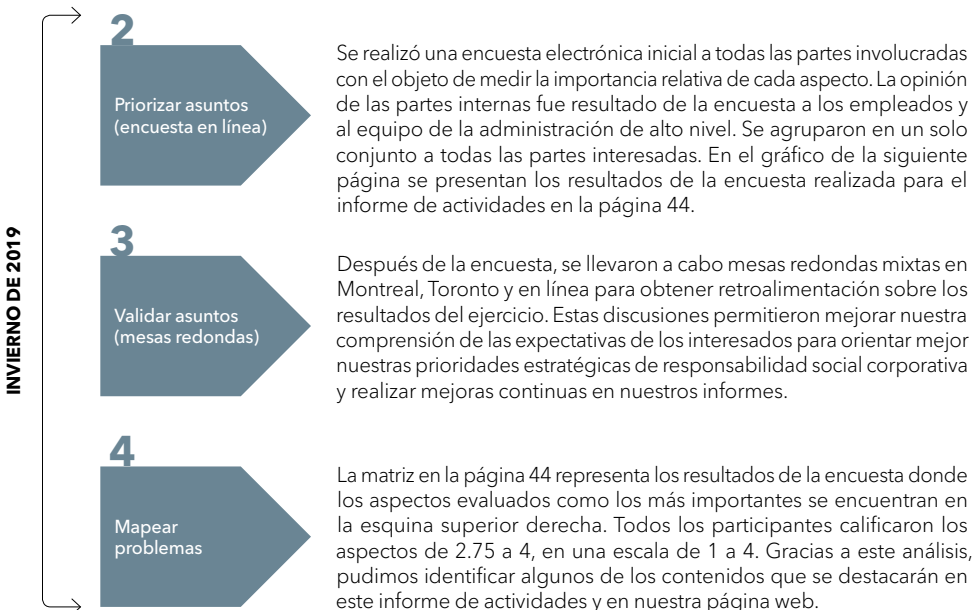 INVIERNO DE 2019
2
Priorizar asuntos
(encuesta en línea)
Se realizó una encuesta electrónica inicial a todas las partes involucradas
con el objeto de medir la importancia relativa de cada aspecto. La opinión
de las partes internas fue resultado de la encuesta a los empleados y
al equipo de la administración de alto nivel. Se agruparon en un solo
conjunto a todas las partes interesadas. En el gráfico de la siguiente
página se presentan los resultados de la encuesta realizada para el
informe de actividades en la página 44.
3
Validar asuntos
(mesas redondas)
Después de la encuesta, se llevaron a cabo mesas redondas mixtas en
Montreal, Toronto y en línea para obtener retroalimentación sobre los
resultados del ejercicio. Estas discusiones permitieron mejorar nuestra
comprensión de las expectativas de los interesados para orientar mejor
nuestras prioridades estratégicas de responsabilidad social corporativa
y realizar mejoras continuas en nuestros informes.
4
Mapear
problemas
La matriz en la página 44 representa los resultados de la encuesta donde
los aspectos evaluados como los más importantes se encuentran en
la esquina superior derecha. Todos los participantes calificaron los
aspectos de 2.75 a 4, en una escala de 1 a 4. Gracias a este análisis,
pudimos identificar algunos de los contenidos que se destacarán en
este informe de actividades y en nuestra página web.